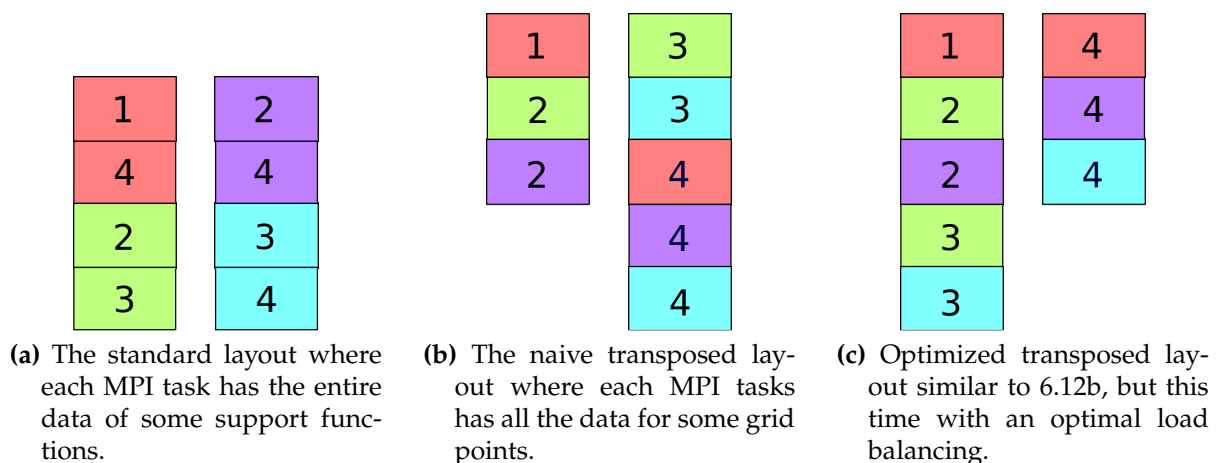 1
4
2
3
2
4
3
4
(a) The standard layout where
each MPI task has the entire
data of some support func-
tions.
1
2
2
3
3
4
4
4
(b) The naive transposed lay-
out where each MPI tasks
has all the data for some grid
points.
1
2
2
3
3
4
4
4
(c) Optimized transposed lay-
out similar to 6.12b, but this
time with an optimal load
balancing.